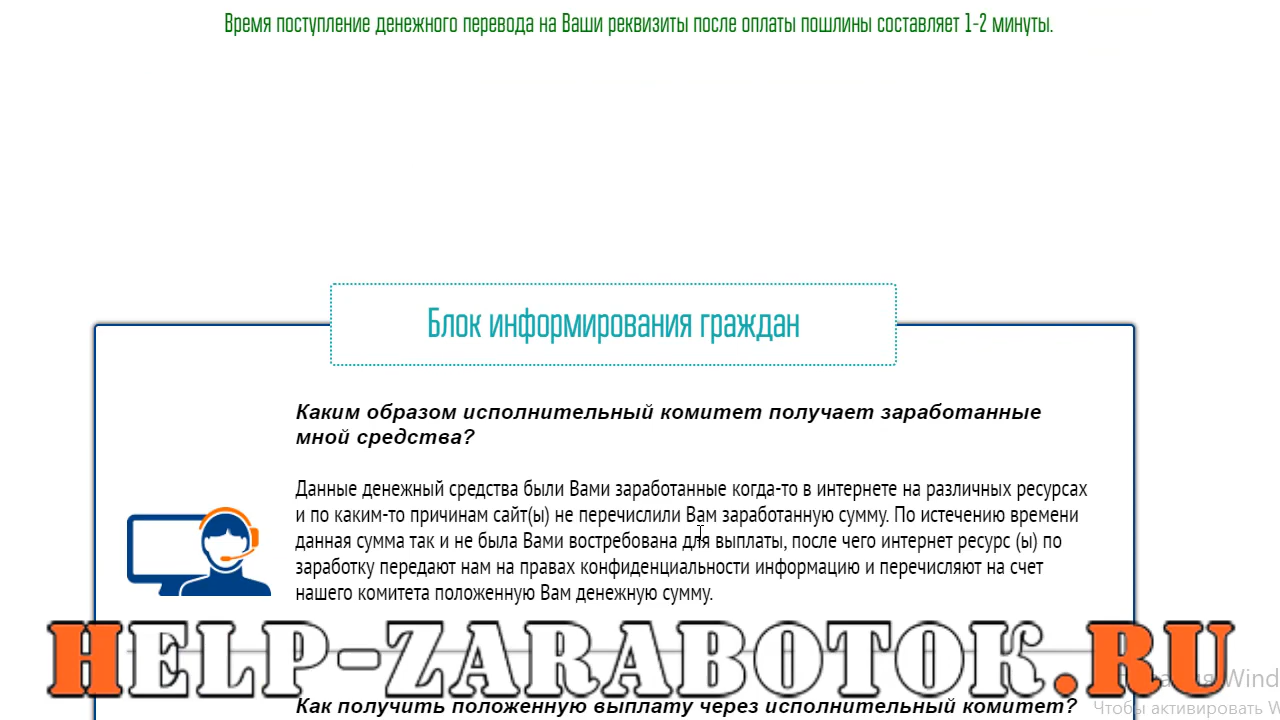 Время поступление денежного перевода на Ваши реквизиты после оплаты пошлины составляет 1-2 минуты.
Блок информирования граждан
Каким образом исполнительный комитет получает заработанные
мной средства?
Данные денежный средства были Вами заработанные когда-то в интернете на различных ресурсах
и по каким-то причинам сайт(ы) не перечислили Вам заработанную сумму. По истечению времени
данная сумма так и не была Вами востребована для выплаты, после чего интернет ресурс (ы) по
заработку передают нам на правах конфиденциальности информацию и перечисляют на счет
нашего комитета положенную Вам денежную сумму.
HELP-ZARABOTOK.RU
Wind
Как получить положенную выплату через исполнительный комитет?
Чтобы активировать W